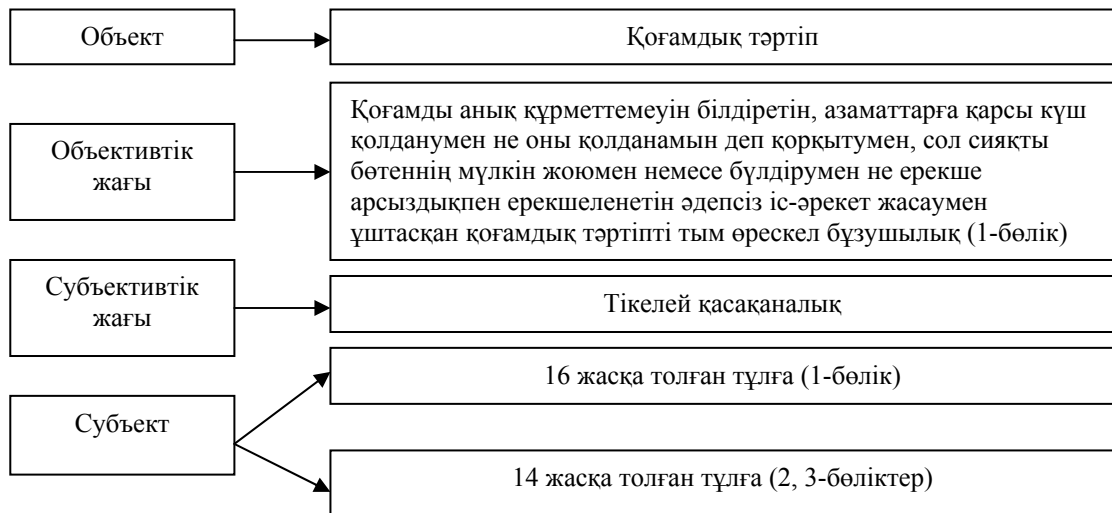 Объект
Қоғамдық тәртіп
Объективтік
жағы
Қоғамды анық құрметтемеуін білдіретін, азаматтарға қарсы күш
қолданумен не оны қолданамын деп қорқытумен, сол сияқты
бөтеннің мүлкін жоюмен немесе бүлдірумен не ерекше
арсыздықпен ерекшеленетін әдепсіз іс-әрекет жасаумен
ұштасқан қоғамдық тәртіпті тым өрескел бұзушылық (1-бөлік)
Субъективтік
жағы
Тікелей қасақаналық
Субъект
16 жасқа толған тұлға (1-бөлік)
14 жасқа толған тұлға (2, 3-бөліктер)